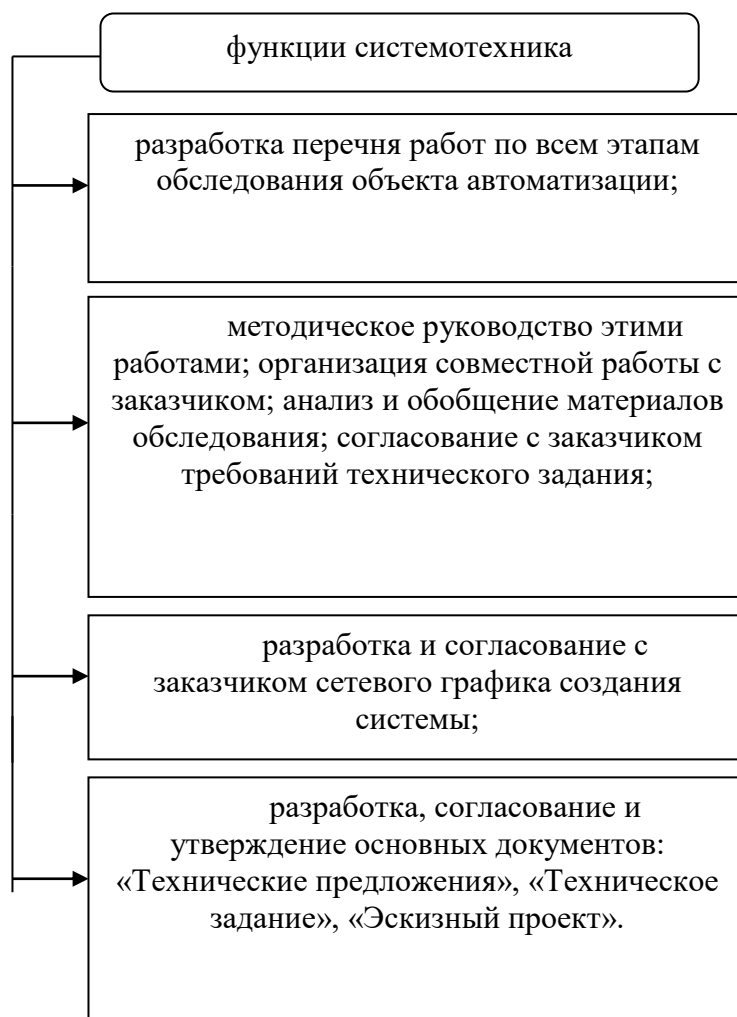 функции системотехника
разработка перечня работ по всем этапам
обследования объекта автоматизации;
методическое руководство этими
работами; организация совместной работы с
заказчиком; анализ и обобщение материалов
обследования; согласование с заказчиком
требований технического задания;
разработка и согласование с
заказчиком сетевого графика создания
системы;
разработка, согласование и
утверждение основных документов:
«Технические предложения», «Техническое
задание», «Эскизный проект».